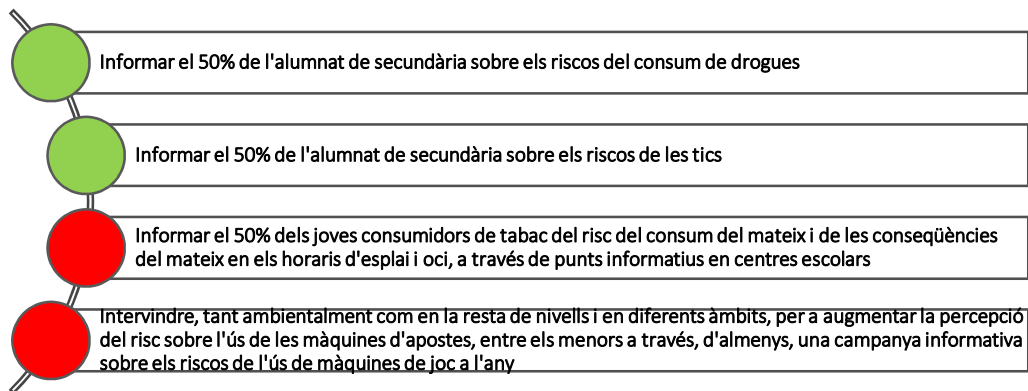 Informar el 50% de l'alumnat de secundària sobre els riscos del consum de drogues
Informar el 50% de l'alumnat de secundària sobre els riscos de les tics
Informar el 50% dels joves consumidors de tabac del risc del consum del mateix i de les conseqüències
del mateix en els horaris d'esplai i oci, a través de punts informatius en centres escolars
Intervindre, tant ambientalment com en la resta de nivells i en diferents àmbits, per a augmentar la percepció
del risc sobre l'ús de les màquines d'apostes, entre els menors a través, d'almenys, una campanya informativa
sobre els riscos de l'ús de màquines de joc a l'any